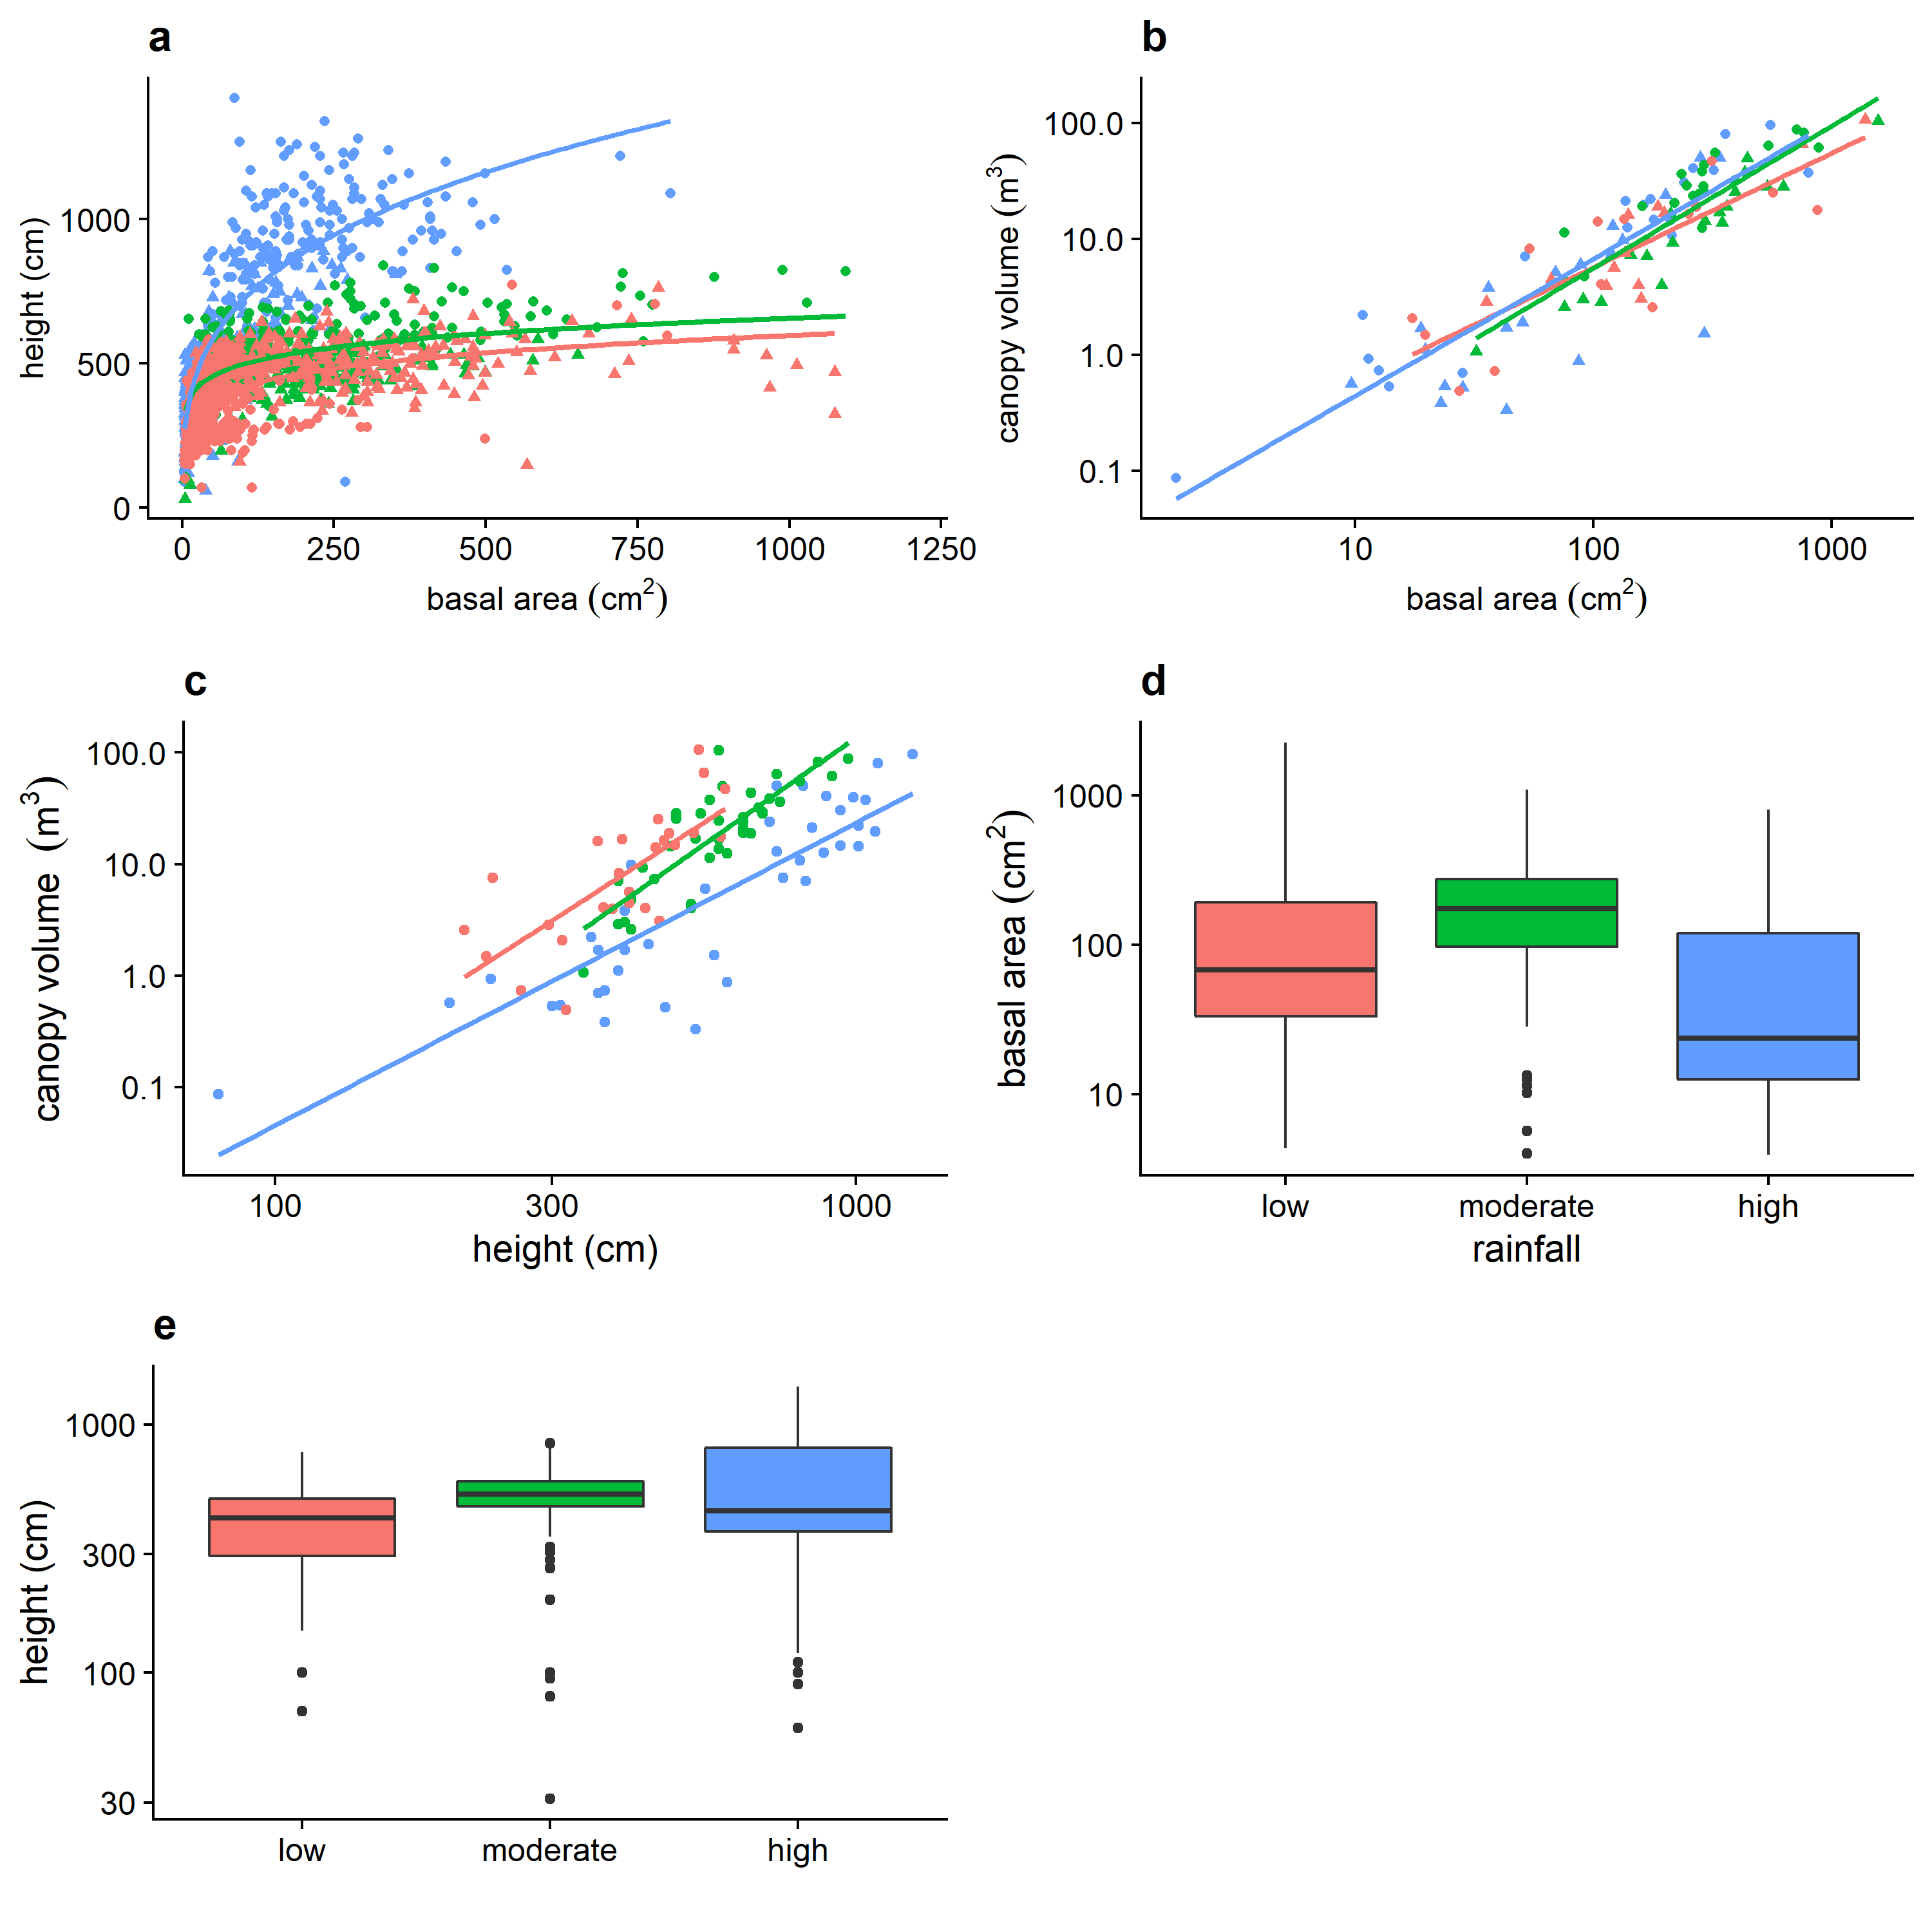 a
height (cm)
1000
500
0
0 250 500 750 1000 1250
basal area (cm²)
b
canopy volume (m³)
100.0
10.0
1.0
0.1
10 100 1000
basal area (cm²)
c
canopy volume (m³)
100.0
10.0
1.0
0.1
100 300 1000
height (cm)
d
basal area (cm²)
1000
100
10
low moderate high
rainfall
e
height (cm)
1000
300
100
30
low moderate high